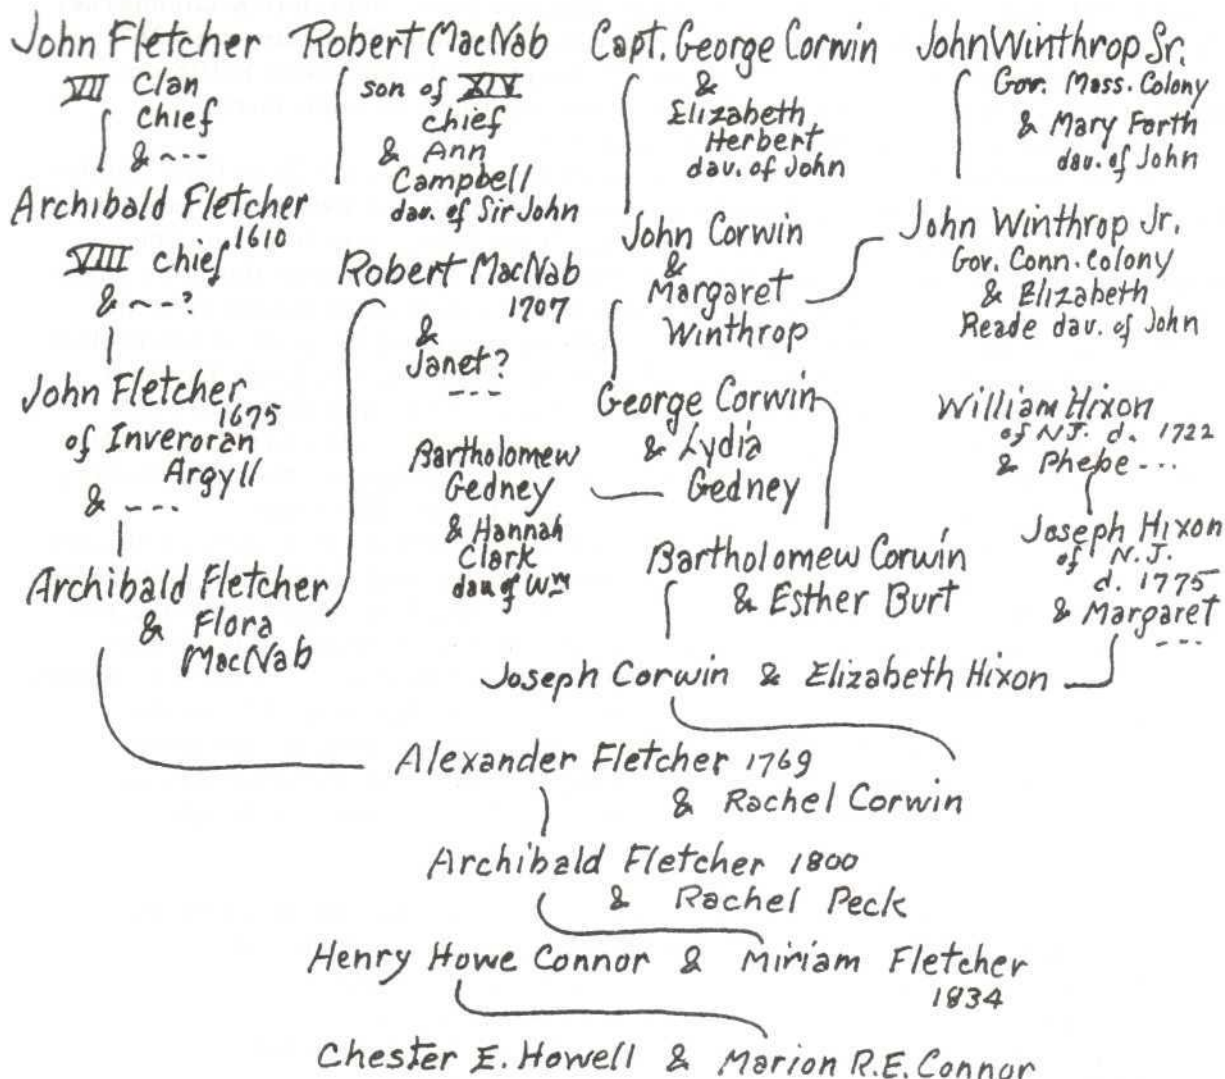 John Fletcher
VII Clan
chief
& ~--
Archibald Fletcher
1610
VIII chief
& ~--?
John Fletcher
1675
of Inveroran
Argyll
& ---
Archibald Fletcher
& Flora
MacNab
Robert MacNab
son of XIV
chief
& Ann
Campbell
dau. of Sir John
Robert MacNab
1707
&
Janet?
---
Capt. George Corwin
&
Elizabeth
Herbert
dau. of John
John Corwin
&
Margaret
Winthrop
George Corwin
& Lydia
Gedney
Bartholomew
Gedney
& Hannah
Clark
dau of Wm
Bartholomew Corwin
& Esther Burt
John Winthrop Sr.
Gov. Mass. Colony
& Mary Forth
dau. of John
John Winthrop Jr.
Gov. Conn. Colony
& Elizabeth
Reade dau. of John
William Hixon
of N.J. d. 1722
& Phebe ---
Joseph Hixon
of N.J.
d. 1775
& Margaret
---
Joseph Corwin & Elizabeth Hixon
Alexander Fletcher 1769
& Rachel Corwin
Archibald Fletcher 1800
& Rachel Peck
Henry Howe Connor & Miriam Fletcher
1834
Chester E. Howell & Marion R.E. Connor